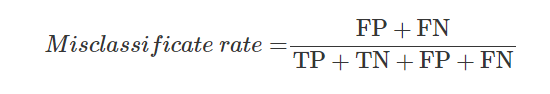 Misclassificate rate = FP + FN / TP + TN + FP + FN